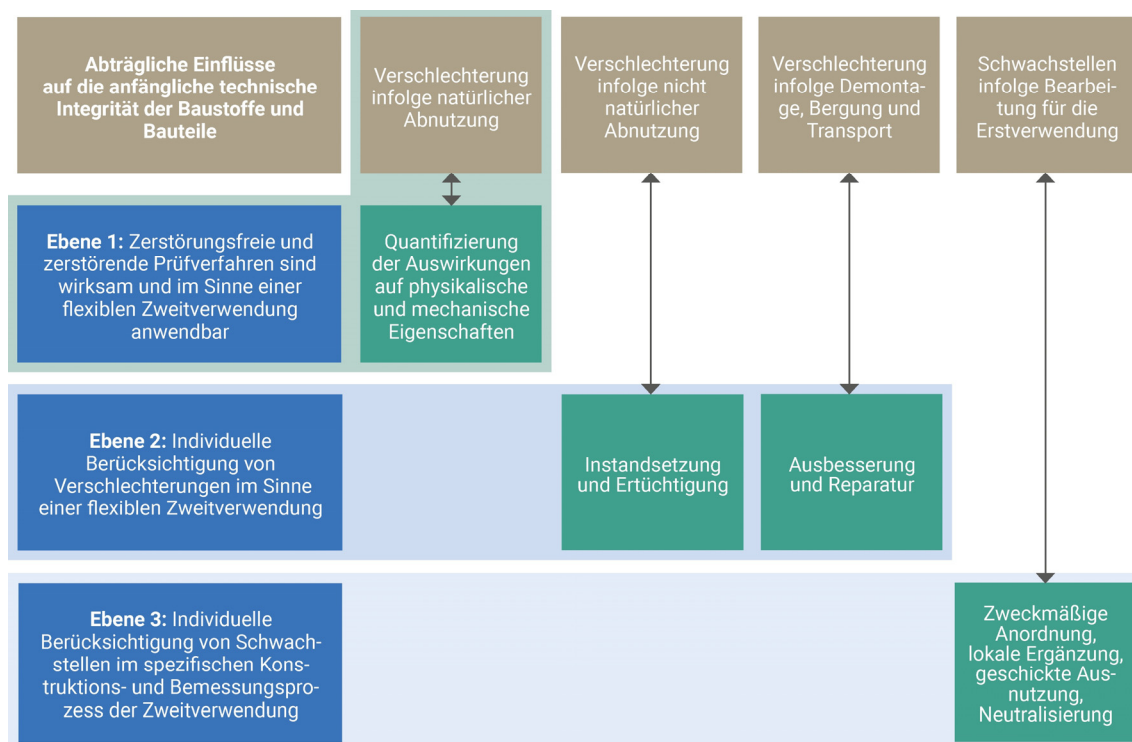 Abträgliche Einflüsse
auf die anfängliche technische
Integrität der Baustoffe und
Bauteile
Verschlechterung
infolge natürlicher
Abnutzung
Verschlechterung
infolge nicht
natürlicher
Abnutzung
Verschlechterung
infolge Demonta-
ge, Bergung und
Transport
Schwachstellen
infolge Bearbei-
tung für die
Erstverwendung
Ebene 1: Zerstörungsfreie und
zerstörende Prüfverfahren sind
wirksam und im Sinne einer
flexiblen Zweitverwendung
anwendbar
Quantifizierung
der Auswirkungen
auf physikalische
und mechanische
Eigenschaften
Ebene 2: Individuelle
Berücksichtigung von
Verschlechterungen im Sinne
einer flexiblen Zweitverwendung
Instandsetzung
und Ertüchtigung
Ausbesserung
und Reparatur
Ebene 3: Individuelle
Berücksichtigung von Schwach-
stellen im spezifischen Kons-
truktions- und Bemessungspro-
zess der Zweitverwendung
Zweckmäßige
Anordnung,
lokale Ergänzung,
geschickte Aus-
nutzung,
Neutralisierung